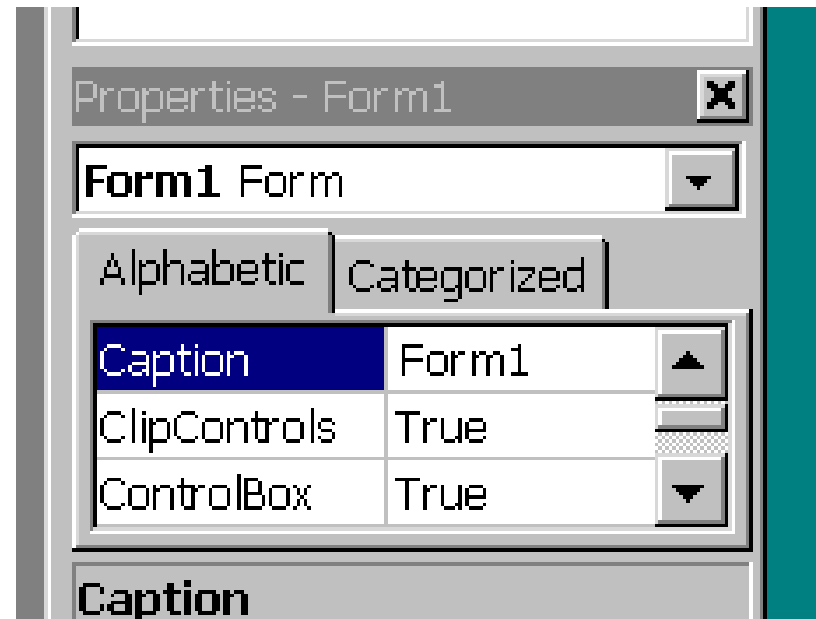 Properties - Form1
Form1 Form
Alphabetic Categorized
Caption Form1
ClipControls True
ControlBox True
Caption